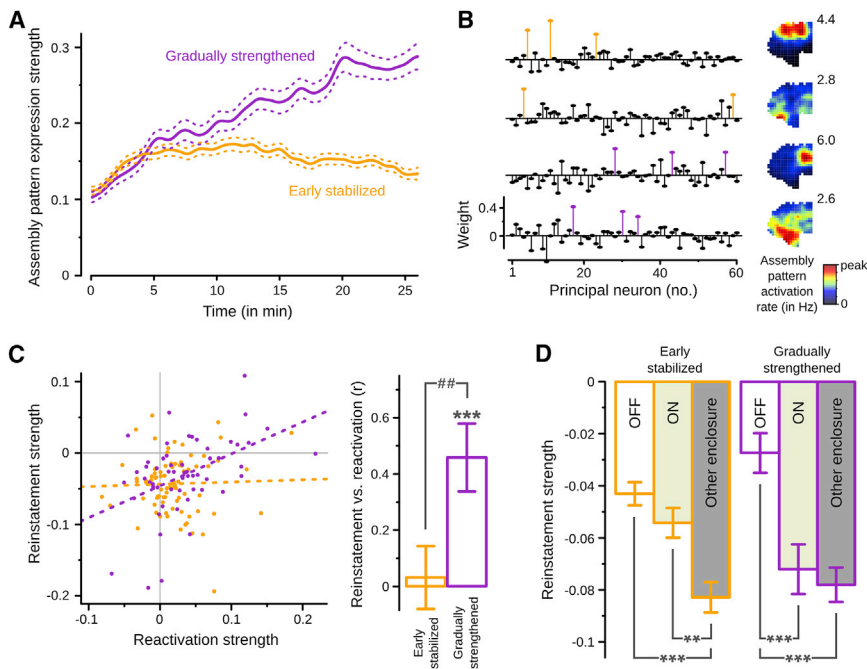 A
Assembly pattern expression strength
0.3
0.2
0.1
0
Gradually strengthened
Early stabilized
0 5 10 15 20 25
Time (in min)
B
4.4
2.8
6.0
2.6
Weight
0.4
0
1 20 40 60
Principal neuron (no.)
Assembly
pattern
activation
rate (in Hz)
peak
0
C
Reinstatement strength
0.1
0
-0.1
-0.2
-0.1 0 0.1 0.2
Reactivation strength
Reinstatement vs. reactivation (r)
0.6
0.4
0.2
0
##
***
Early
stabilized
Gradually
strengthened
D
Early
stabilized
Gradually
strengthened
Reinstatement strength
0
-0.02
-0.04
-0.06
-0.08
-0.1
OFF
ON
Other enclosure
OFF
ON
Other enclosure
**
***
***
***